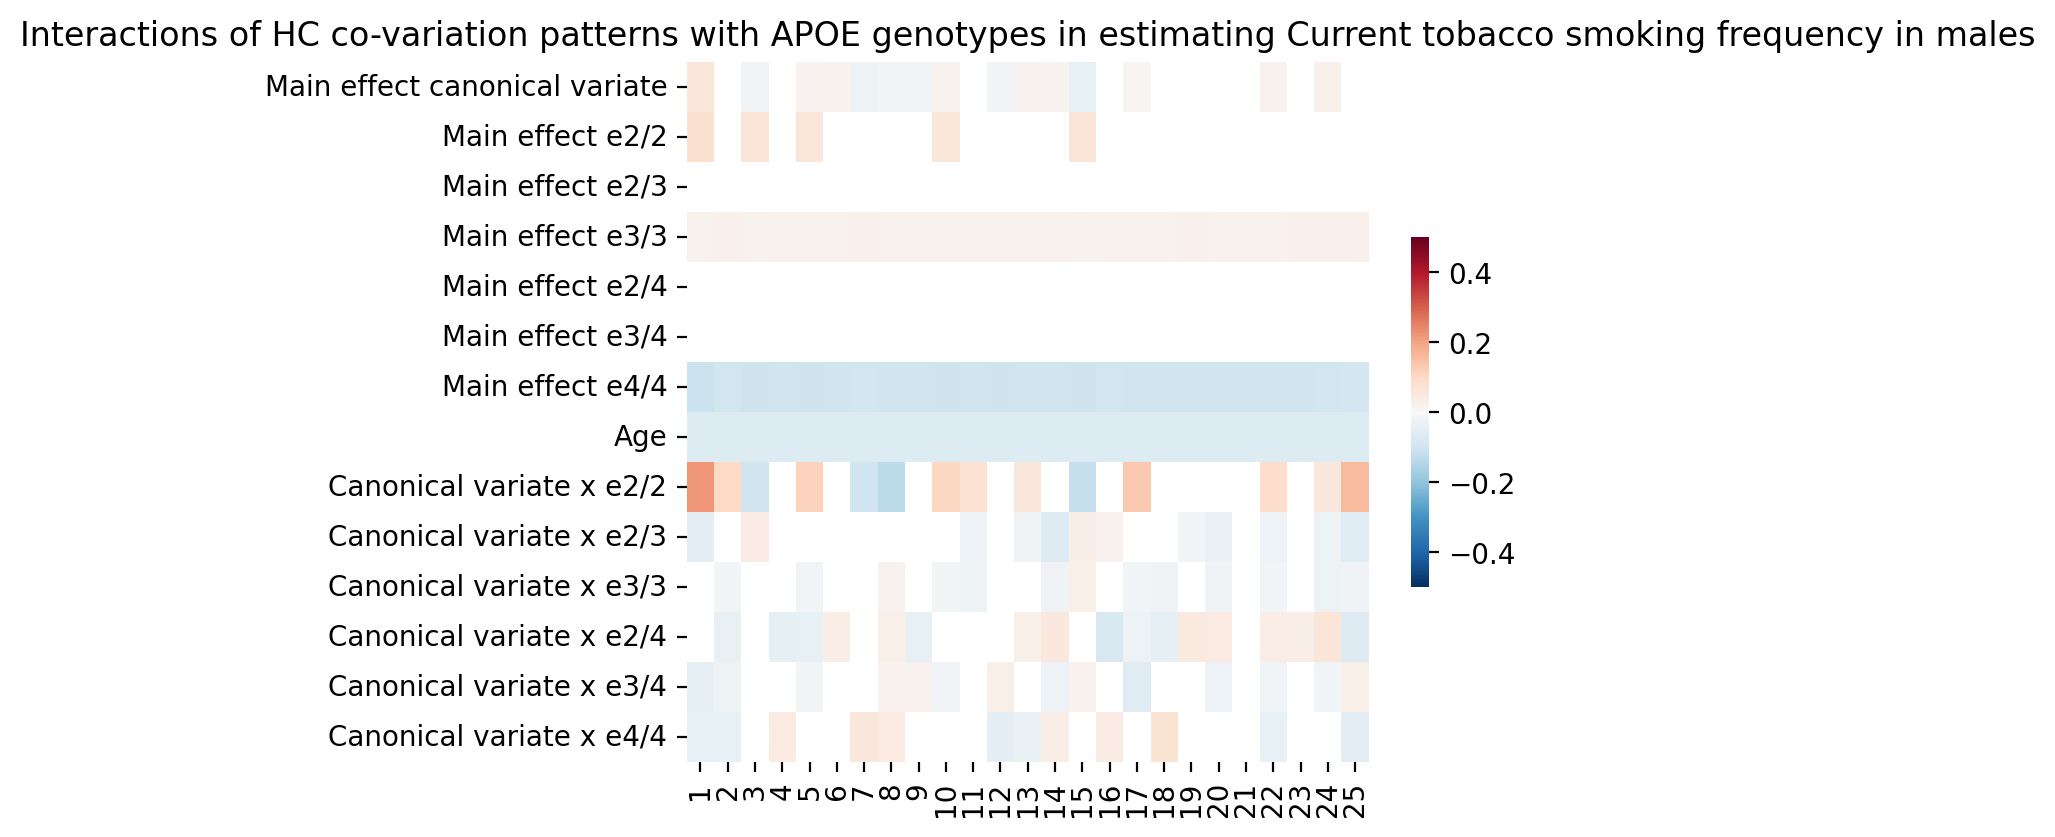 Interactions of HC co-variation patterns with APOE genotypes in estimating Current tobacco smoking frequency in males
Main effect canonical variate
Main effect e2/2
Main effect e2/3
Main effect e3/3
Main effect e2/4
Main effect e3/4
Main effect e4/4
Age
Canonical variate x e2/2
Canonical variate x e2/3
Canonical variate x e3/3
Canonical variate x e2/4
Canonical variate x e3/4
Canonical variate x e4/4
1 2 3 4 5 6 7 8 9 10 11 12 13 14 15 16 17 18 19 20 21 22 23 24 25
0.4
0.2
0.0
−0.2
−0.4